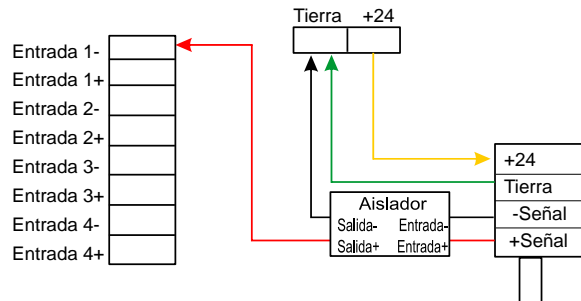 Tierra +24
Entrada 1-
Entrada 1+
Entrada 2-
Entrada 2+
Entrada 3-
Entrada 3+
Entrada 4-
Entrada 4+
Aislador
Salida- Entrada-
Salida+ Entrada+
+24
Tierra
-Señal
+Señal